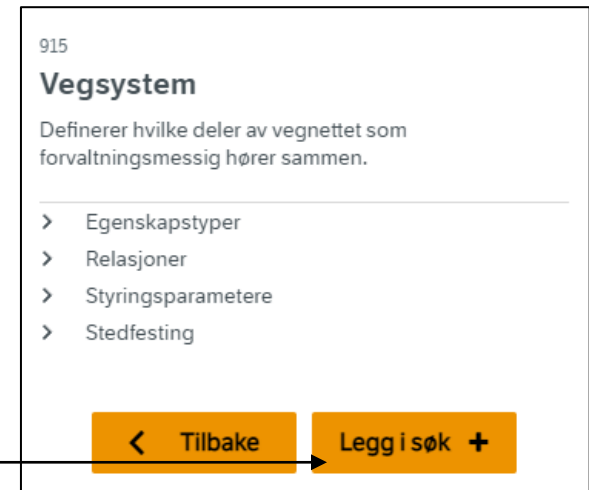 915
Vegsystem
Definerer hvilke deler av vegnettet som
forvaltningsmessig hører sammen.
Egenskapstyper
Relasjoner
Styringsparametere
Stedfesting
Tilbake
Legg i søk +